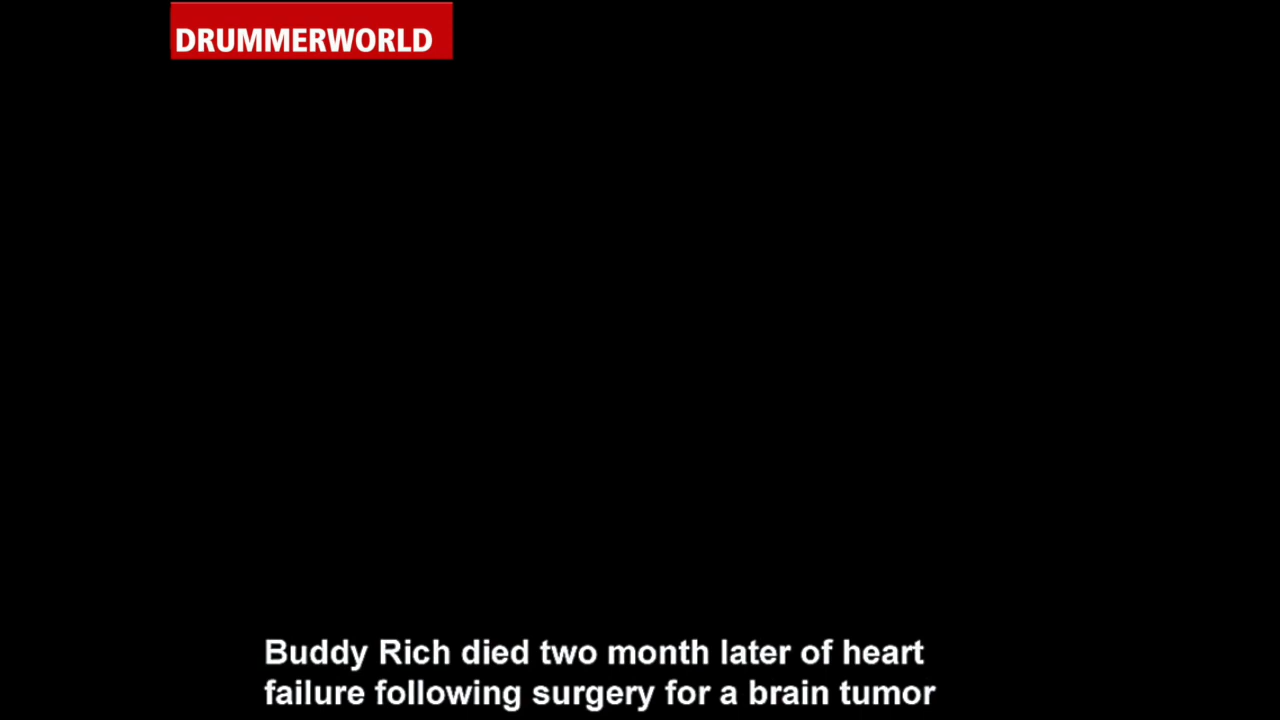 DRUMMERWORLD
Buddy Rich died two month later of heart
failure following surgery for a brain tumor